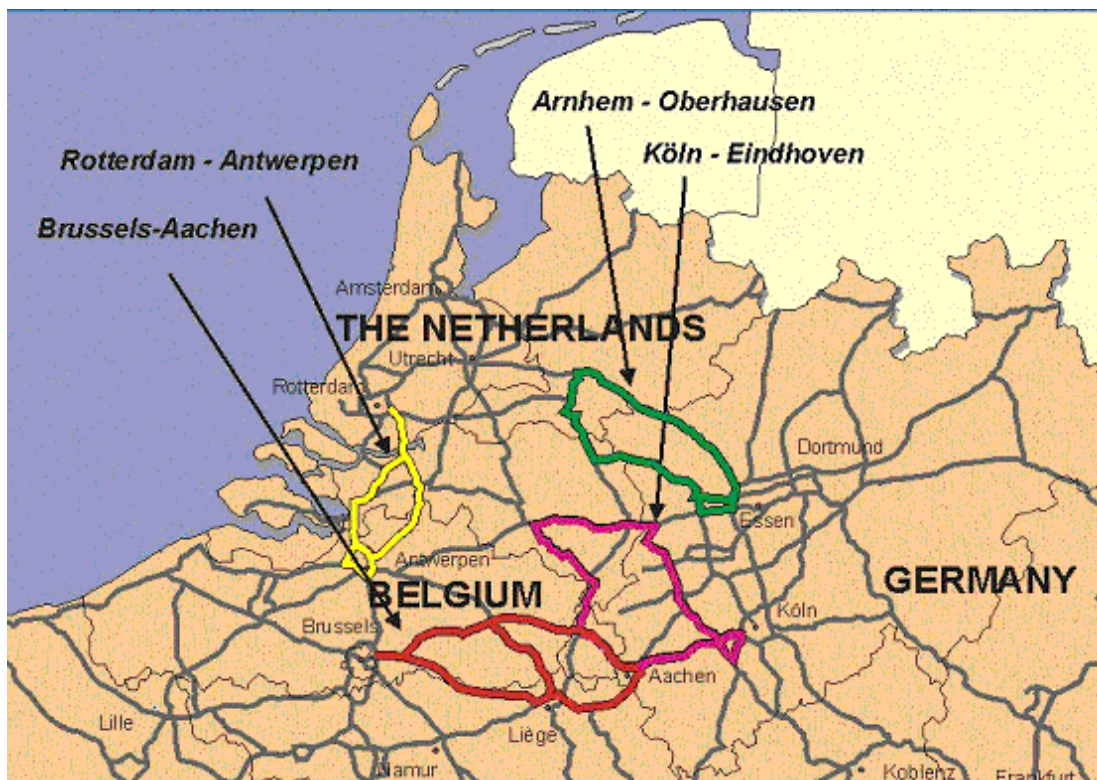 Arnhem - Oberhausen
Köln - Eindhoven
Rotterdam - Antwerpen
Brussels-Aachen
Amsterdam
THE NETHERLANDS
Utrecht
Rotterdam
Dortmund
Essen
Antwerpen
BELGIUM
GERMANY
Köln
Brussels
Aachen
Lille
Liège
Namur
Koblenz
Frankfurt